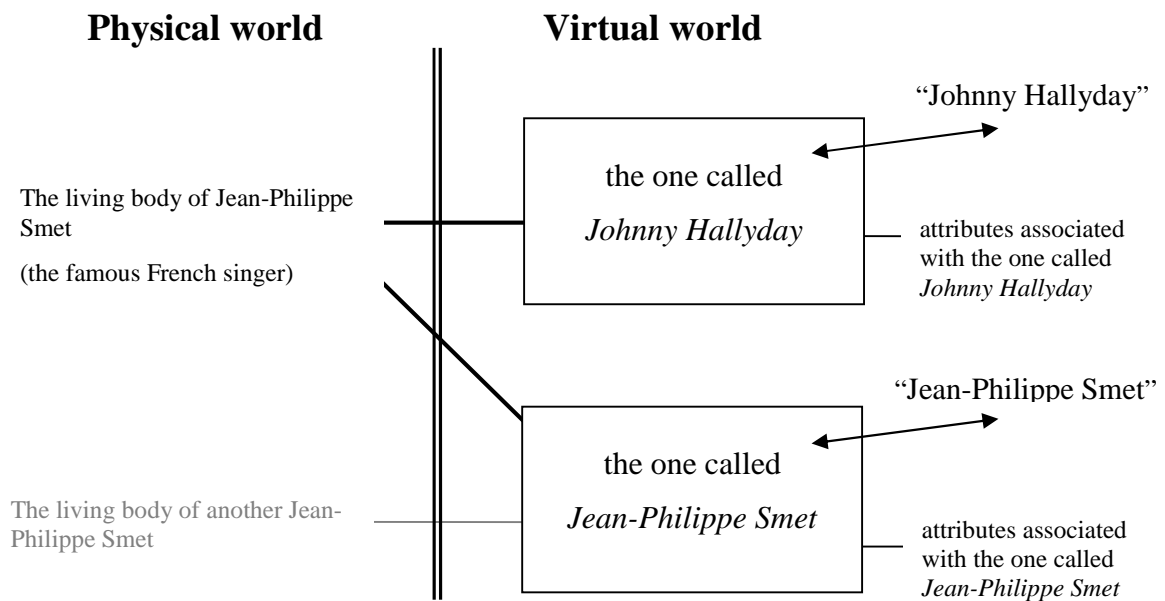 Physical world
Virtual world
“Johnny Hallyday”
the one called
Johnny Hallyday
The living body of Jean-Philippe
Smet
(the famous French singer)
attributes associated
with the one called
Johnny Hallyday
“Jean-Philippe Smet”
the one called
Jean-Philippe Smet
The living body of another Jean-
Philippe Smet
attributes associated
with the one called
Jean-Philippe Smet